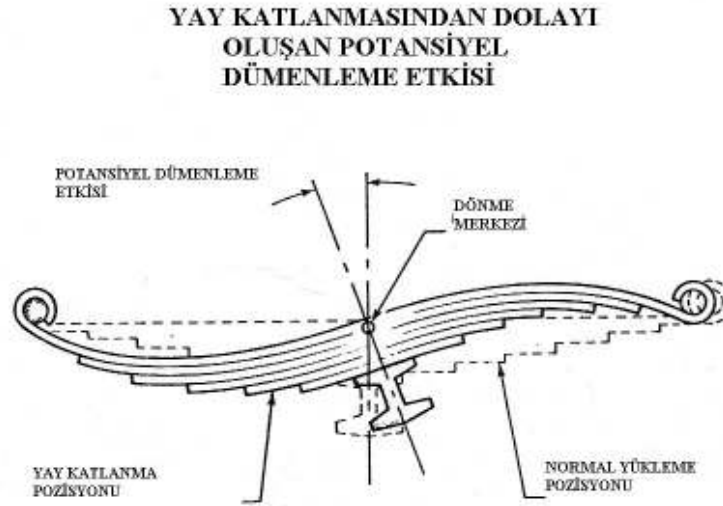 YAY KATLANMASINDAN DOLAYI
OLUŞAN POTANSİYEL
DÜMENLEME ETKİSİ
POTANSİYEL DÜMENLEME
ETKİSİ
DÖNME
MERKEZİ
YAY KATLANMA
POZİSYONU
NORMAL YÜKLEME
POZİSYONU